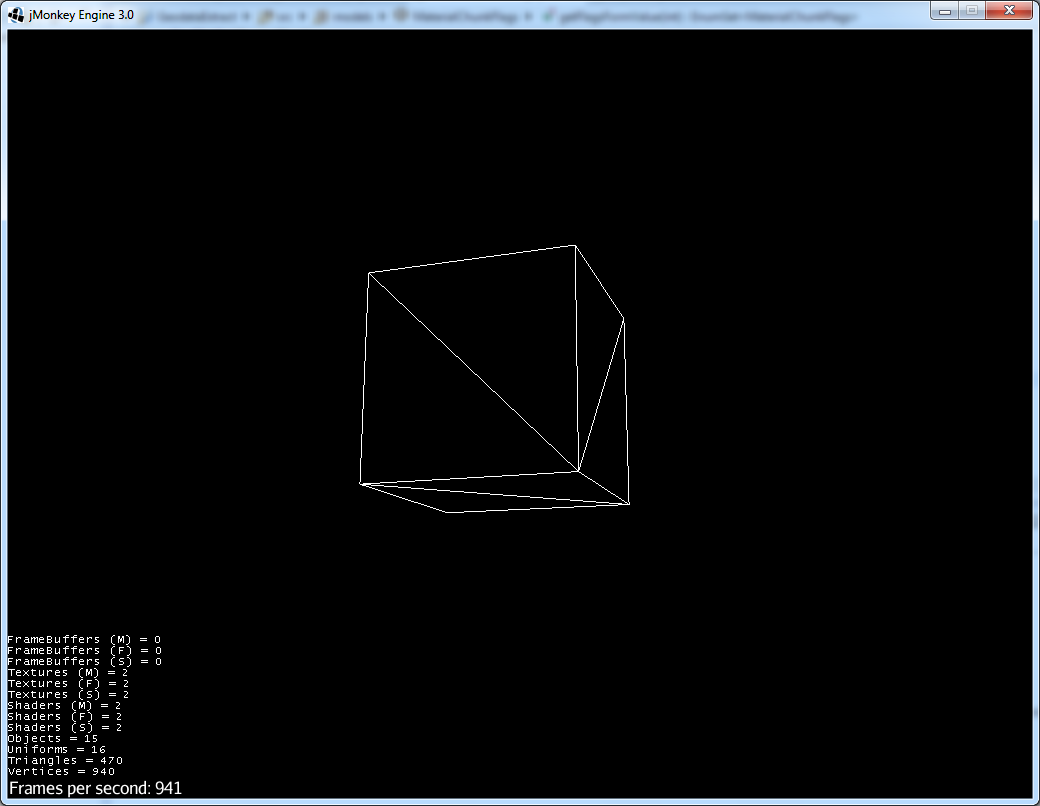 jMonkey Engine 3.0
FrameBuffers (M) = 0
FrameBuffers (F) = 0
FrameBuffers (S) = 0
Textures (M) = 2
Textures (F) = 2
Textures (S) = 2
Shaders (M) = 2
Shaders (F) = 2
Shaders (S) = 2
Objects = 15
Uniforms = 16
Triangles = 470
Vertices = 940
Frames per second: 941